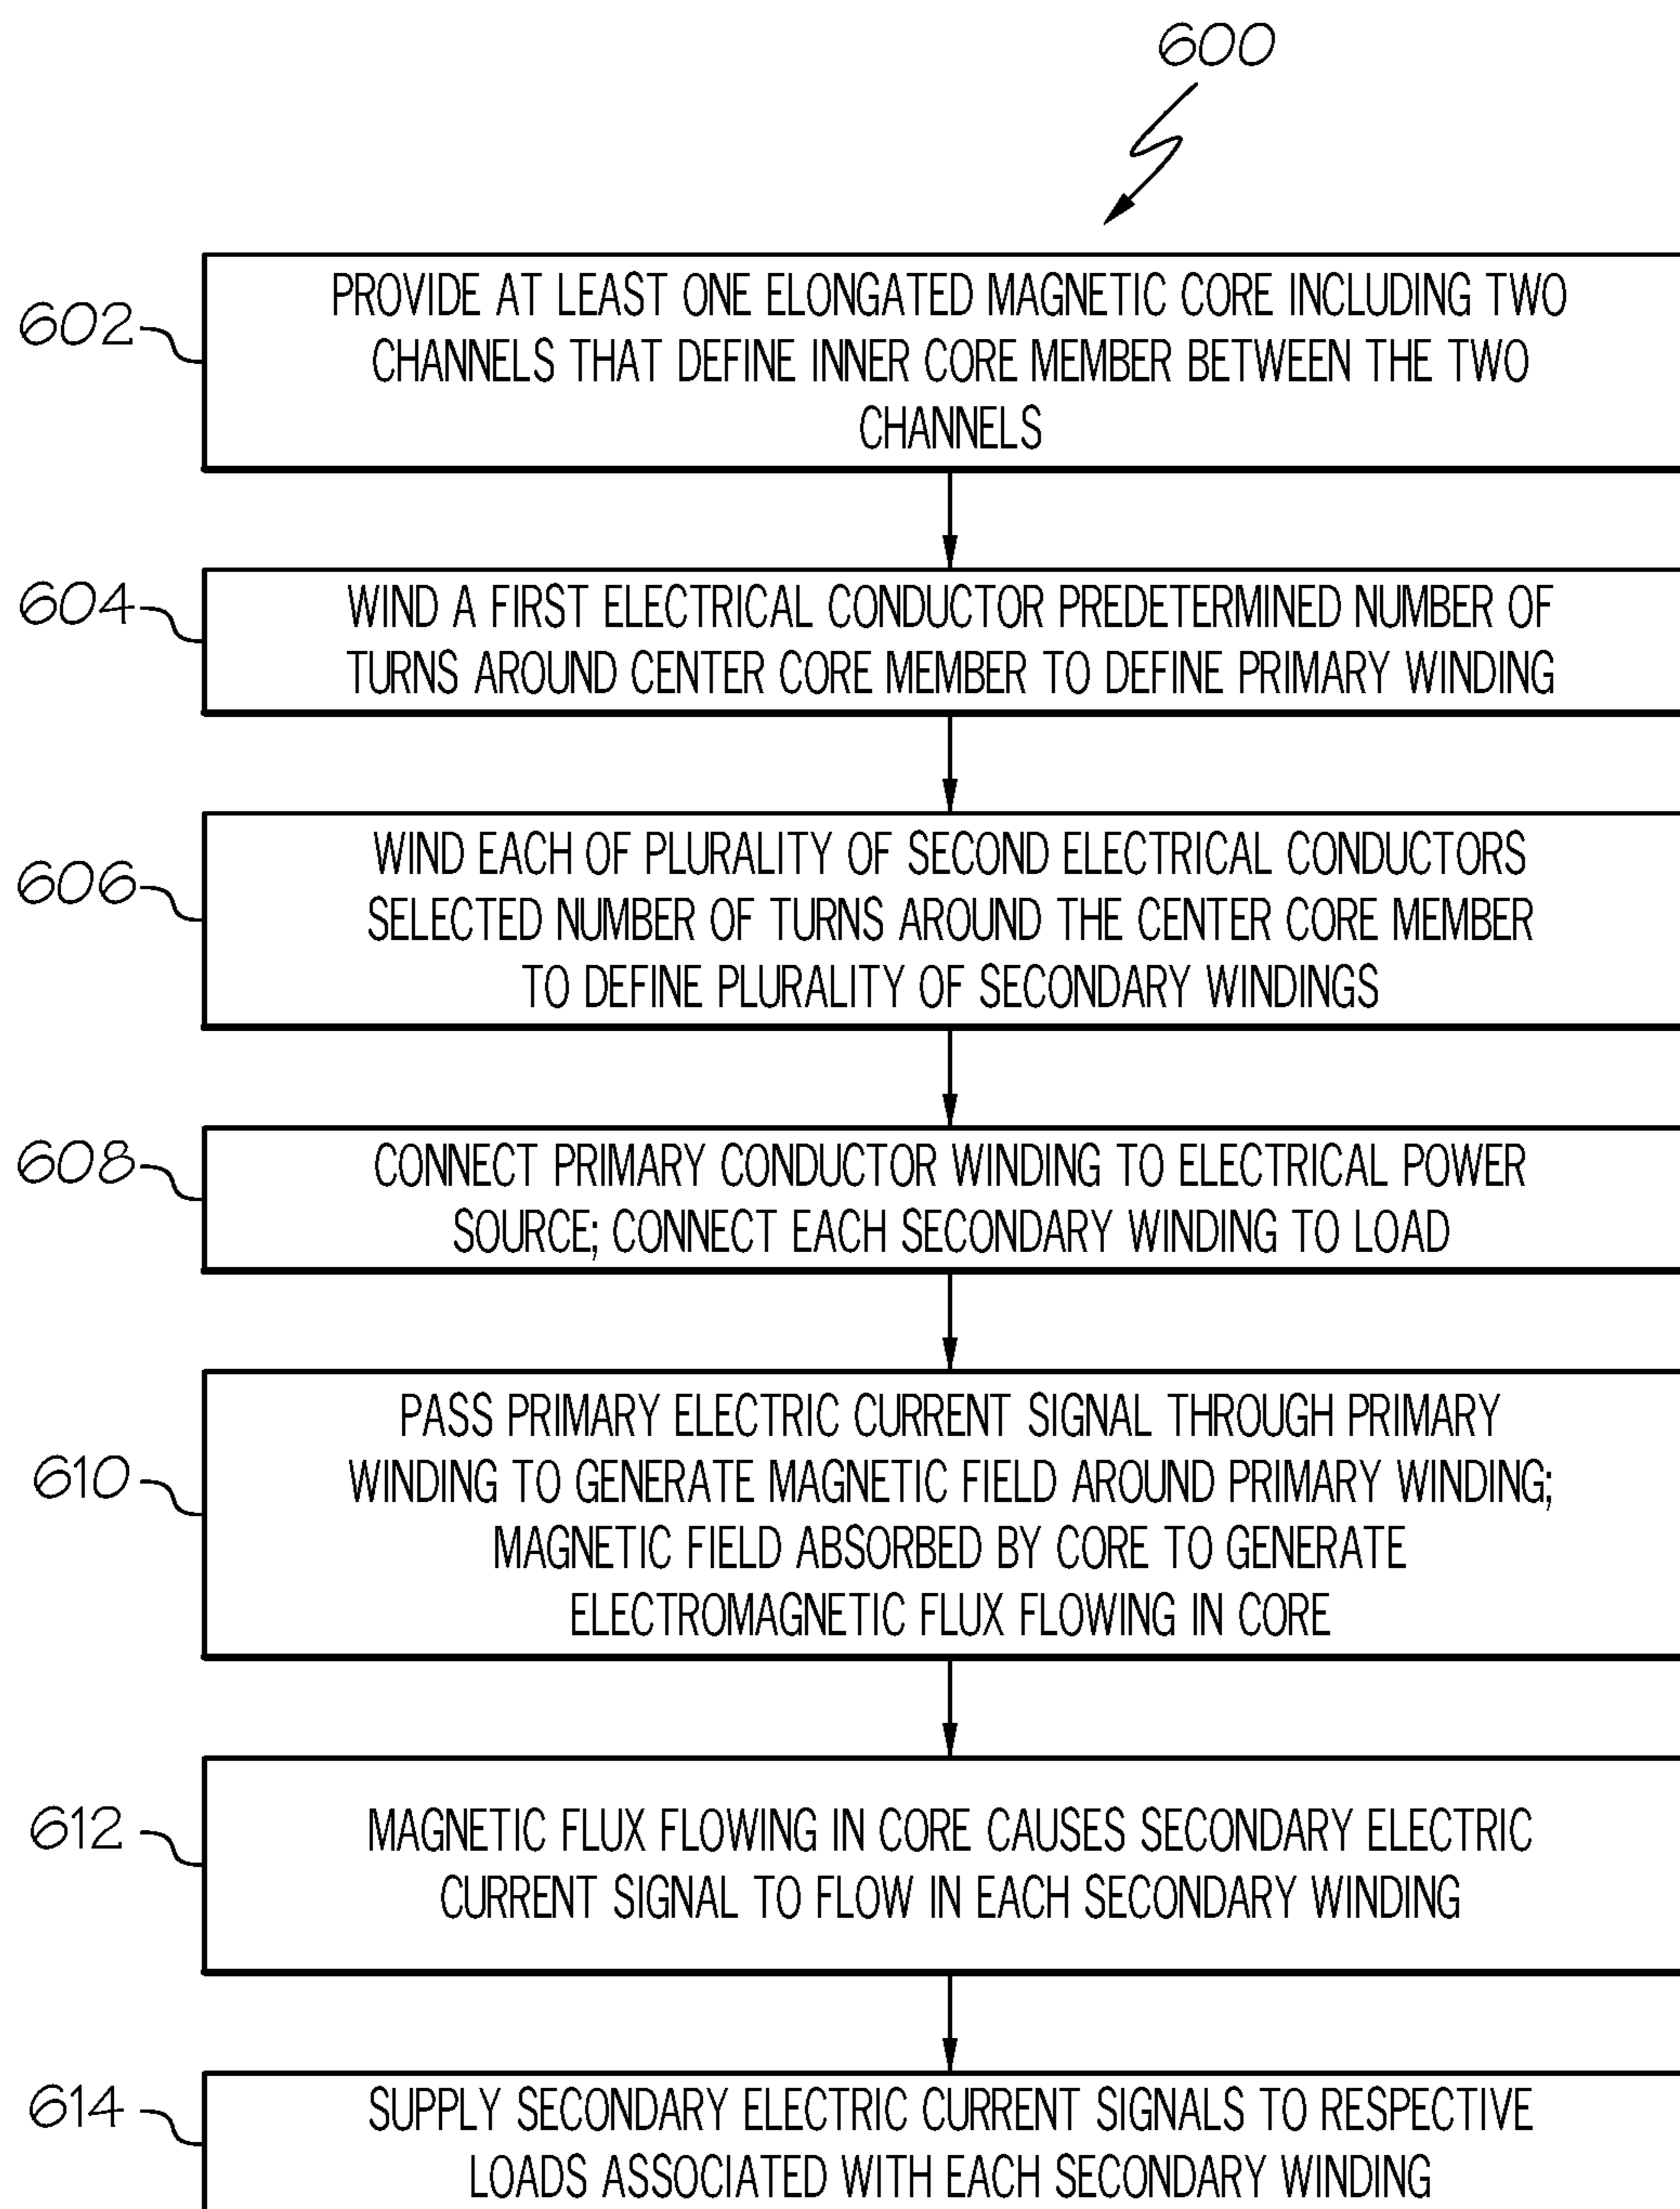 600
602
PROVIDE AT LEAST ONE ELONGATED MAGNETIC CORE INCLUDING TWO
CHANNELS THAT DEFINE INNER CORE MEMBER BETWEEN THE TWO
CHANNELS
604
WIND A FIRST ELECTRICAL CONDUCTOR PREDETERMINED NUMBER OF
TURNS AROUND CENTER CORE MEMBER TO DEFINE PRIMARY WINDING
606
WIND EACH OF PLURALITY OF SECOND ELECTRICAL CONDUCTORS
SELECTED NUMBER OF TURNS AROUND THE CENTER CORE MEMBER
TO DEFINE PLURALITY OF SECONDARY WINDINGS
608
CONNECT PRIMARY CONDUCTOR WINDING TO ELECTRICAL POWER
SOURCE; CONNECT EACH SECONDARY WINDING TO LOAD
610
PASS PRIMARY ELECTRIC CURRENT SIGNAL THROUGH PRIMARY
WINDING TO GENERATE MAGNETIC FIELD AROUND PRIMARY WINDING;
MAGNETIC FIELD ABSORBED BY CORE TO GENERATE
ELECTROMAGNETIC FLUX FLOWING IN CORE
612
MAGNETIC FLUX FLOWING IN CORE CAUSES SECONDARY ELECTRIC
CURRENT SIGNAL TO FLOW IN EACH SECONDARY WINDING
614
SUPPLY SECONDARY ELECTRIC CURRENT SIGNALS TO RESPECTIVE
LOADS ASSOCIATED WITH EACH SECONDARY WINDING